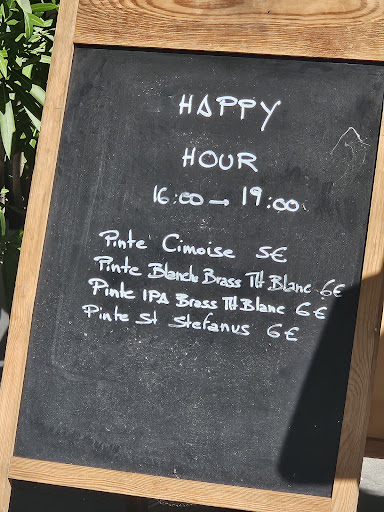 HAPPY
HOUR
16:00 → 19:00
Pinte Cimoise 5€
Pinte Blanche Brass Tit Blanc 6€
Pinte IPA Brass Tit Blanc 6€
Pinte St Stefanus 6€